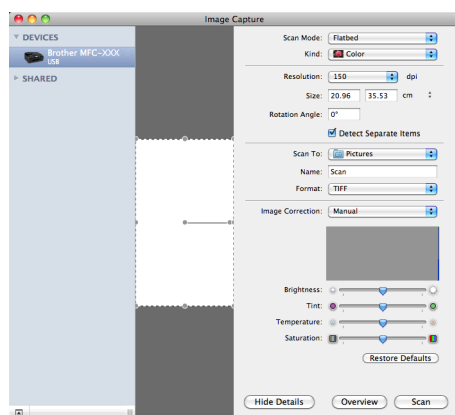 Image Capture
DEVICES
Brother MFC-XXX
USB
SHARED
Scan Mode: Flatbed
Kind: Color
Resolution: 150 dpi
Size: 20.96 35.53 cm
Rotation Angle: 0°
Detect Separate Items
Scan To: Pictures
Name: Scan
Format: TIFF
Image Correction: Manual
Brightness:
Tint:
Temperature:
Saturation:
Restore Defaults
Hide Details Overview Scan